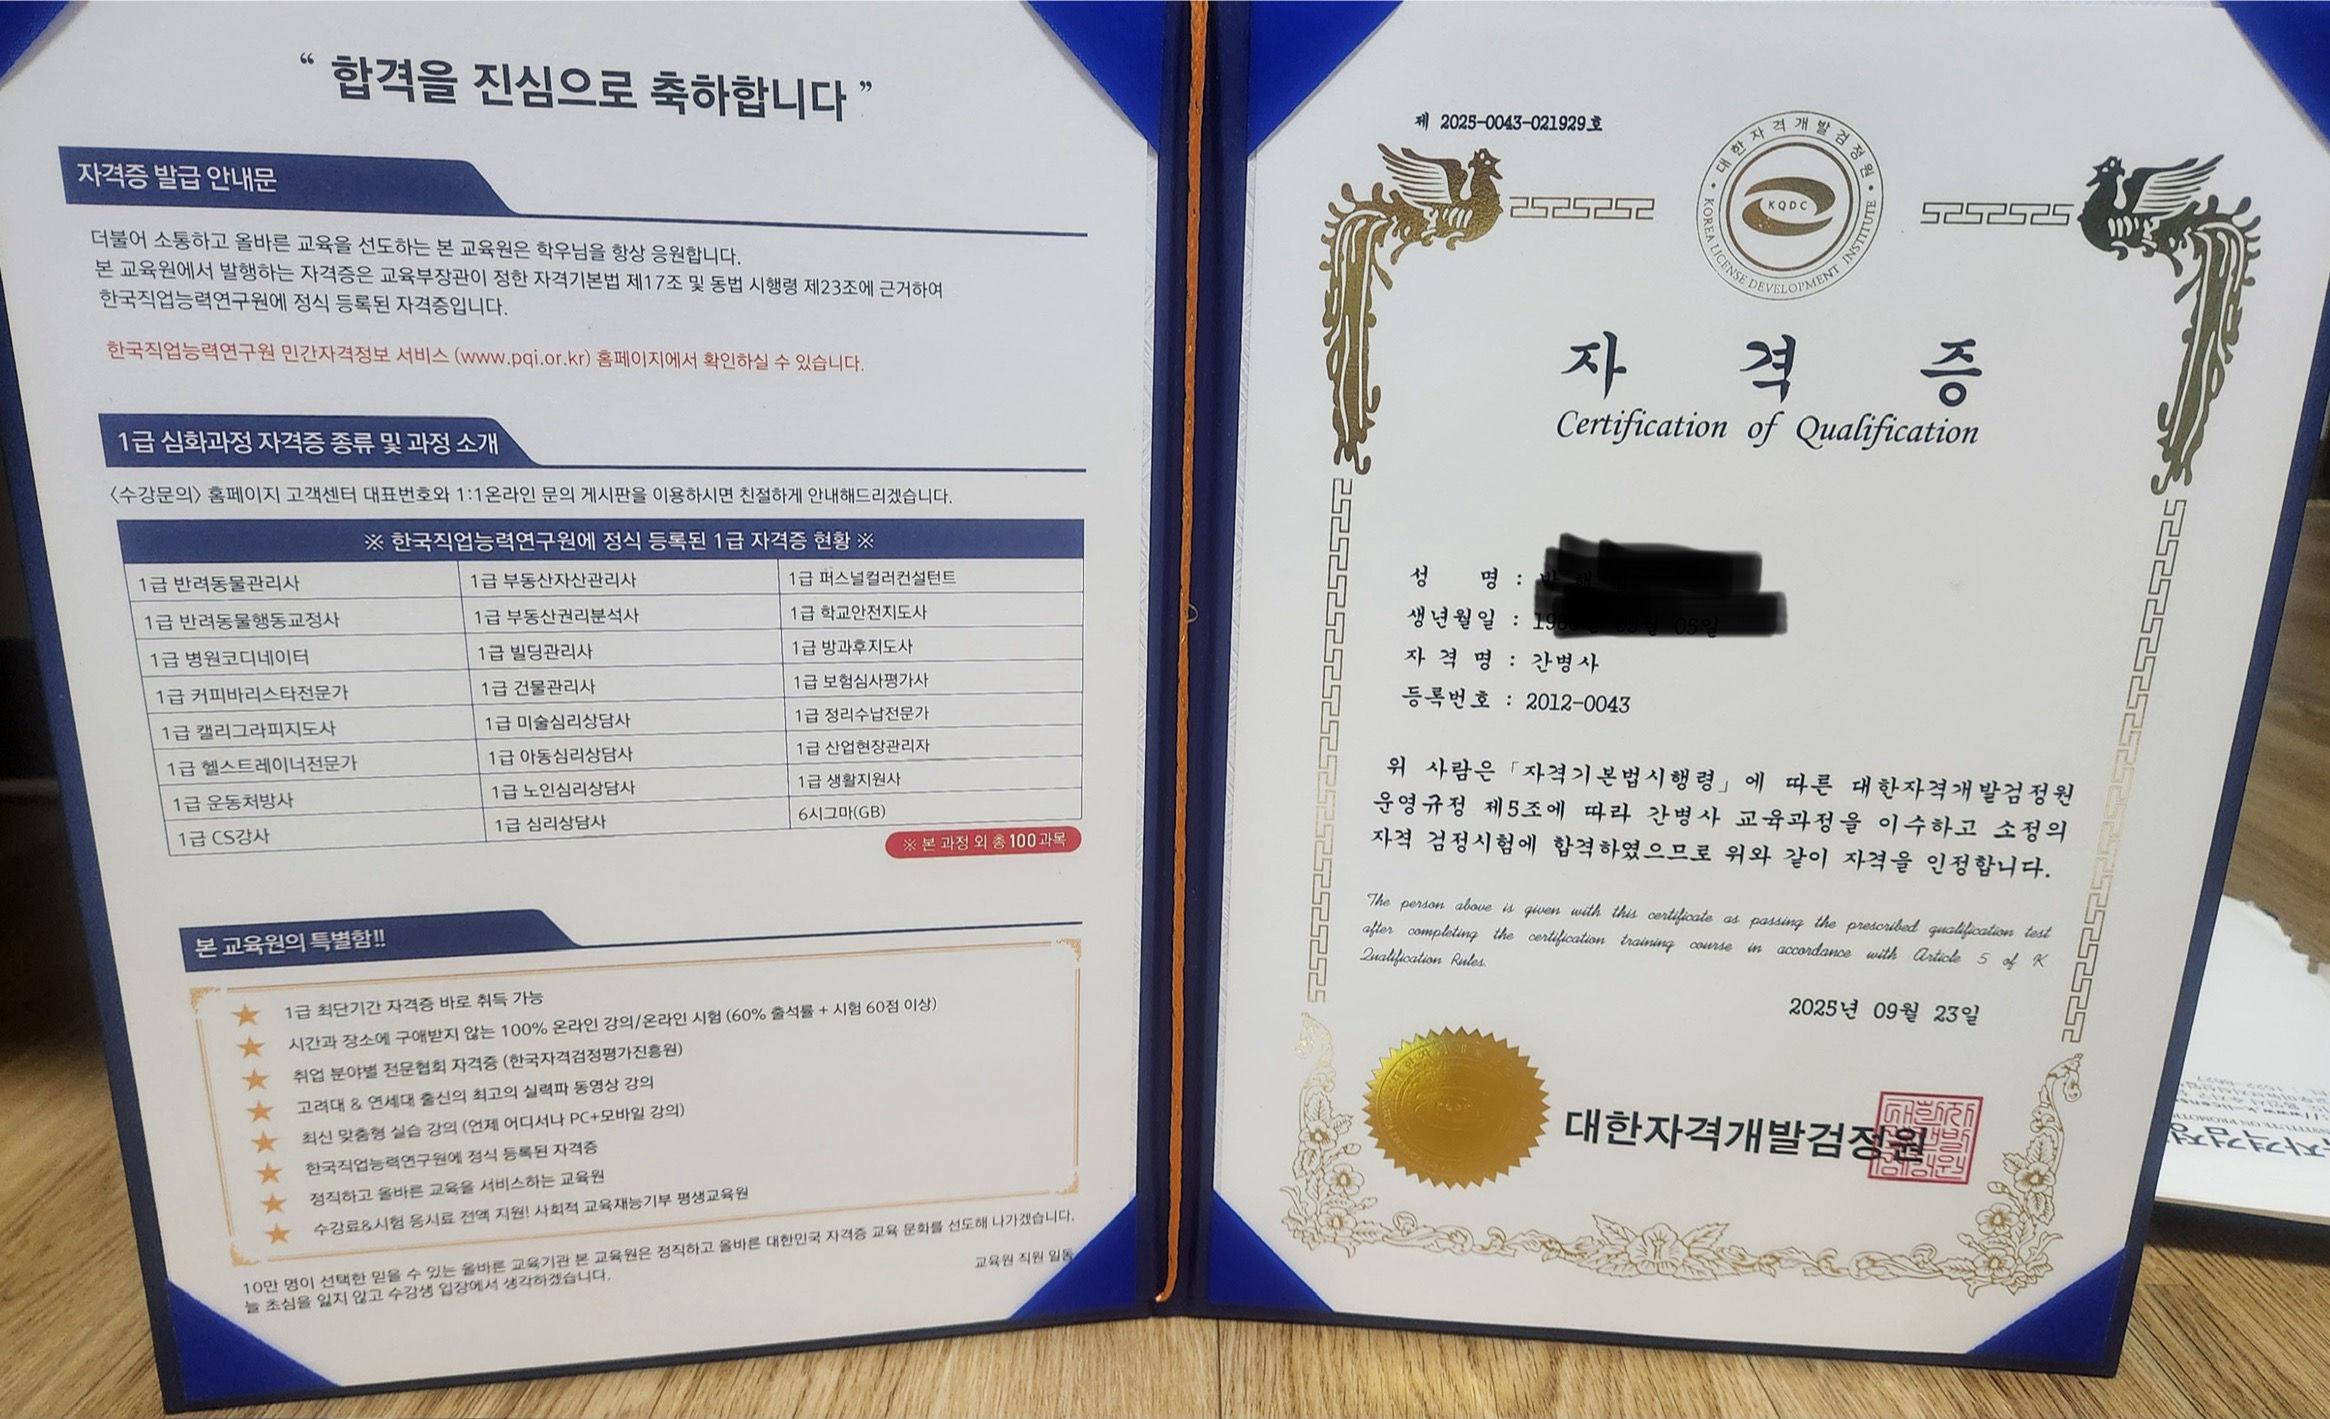 “ 합격을 진심으로 축하합니다 ”
자격증 발급 안내문
더불어 소통하고 올바른 교육을 선도하는 본 교육원은 학우님을 항상 응원합니다.
본 교육원에서 발행하는 자격증은 교육부장관이 정한 자격기본법 제17조 및 동법 시행령 제23조에 근거하여
한국직업능력연구원에 정식 등록된 자격증입니다.
한국직업능력연구원 민간자격정보 서비스 (www.pqi.or.kr) 홈페이지에서 확인하실 수 있습니다.
1급 심화과정 자격증 종류 및 과정 소개
<수강문의> 홈페이지 고객센터 대표번호와 1:1온라인 문의 게시판을 이용하시면 친절하게 안내해드리겠습니다.
※ 한국직업능력연구원에 정식 등록된 1급 자격증 현황 ※
1급 반려동물관리사 1급 부동산자산관리사 1급 퍼스널컬러컨설턴트
1급 반려동물행동교정사 1급 부동산권리분석사 1급 학교안전지도사
1급 병원코디네이터 1급 빌딩관리사 1급 방과후지도사
1급 커피바리스타전문가 1급 건물관리사 1급 보험심사평가사
1급 캘리그라피지도사 1급 미술심리상담사 1급 정리수납전문가
1급 헬스트레이너전문가 1급 아동심리상담사 1급 산업현장관리자
1급 운동처방사 1급 노인심리상담사 1급 생활지원사
1급 CS강사 1급 심리상담사 6시그마(GB)
※ 본 과정 외 총 100과목
본 교육원의 특별함!!
★ 1급 최단기간 자격증 바로 취득 가능
★ 시간과 장소에 구애받지 않는 100% 온라인 강의/온라인 시험 (60% 출석률 + 시험 60점 이상)
★ 취업 분야별 전문협회 자격증 (한국자격검정평가진흥원)
★ 고려대 & 연세대 출신의 최고의 실력파 동영상 강의
★ 최신 맞춤형 실습 강의 (언제 어디서나 PC+모바일 강의)
★ 한국직업능력연구원에 정식 등록된 자격증
★ 정직하고 올바른 교육을 서비스하는 교육원
★ 수강료&시험 응시료 전액 지원! 사회적 교육재능기부 평생교육원
10만 명이 선택한 믿을 수 있는 올바른 교육기관 본 교육원은 정직하고 올바른 대한민국 자격증 교육 문화를 선도해 나가겠습니다.
늘 초심을 잃지 않고 수강생 입장에서 생각하겠습니다.
교육원 직원 일동
제 2025-0043-021929호
대한자격개발검정원
KQDC
KOREA LICENSE DEVELOPMENT INSTITUTE
자격증
Certification of Qualification
성 명 :
생년월일 :
자 격 명 : 간병사
등록번호 : 2012-0043
위 사람은「자격기본법시행령」에 따른 대한자격개발검정원
운영규정 제5조에 따라 간병사 교육과정을 이수하고 소정의
자격 검정시험에 합격하였으므로 위와 같이 자격을 인정합니다.
The person above is given with this certificate as passing the prescribed qualification test
after completing the certification training course in accordance with Article 5 of K
Qualification Rules.
2025년 09월 23일
대한자격개발검정원